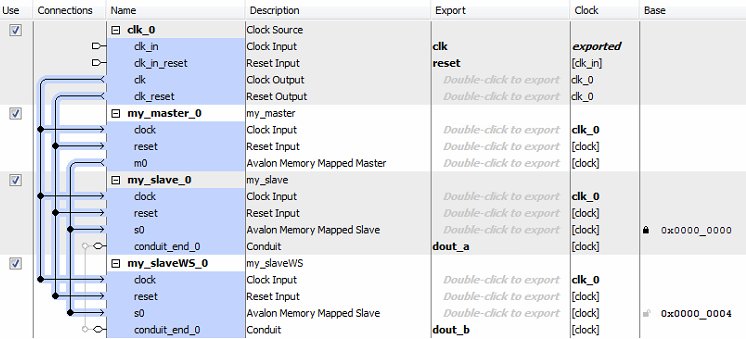 Use Connections Name Description Export Clock Base
clk_0 Clock Source
clk_in Clock Input clk exported
clk_in_reset Reset Input reset [clk_in]
clk Clock Output Double-click to export clk_0
clk_reset Reset Output Double-click to export clk_0
my_master_0 my_master
clock Clock Input Double-click to export clk_0
reset Reset Input Double-click to export [clock]
m0 Avalon Memory Mapped Master Double-click to export [clock]
my_slave_0 my_slave
clock Clock Input Double-click to export clk_0
reset Reset Input Double-click to export [clock]
s0 Avalon Memory Mapped Slave Double-click to export [clock] 0x0000_0000
conduit_end_0 Conduit dout_a [clock]
my_slaveWS_0 my_slaveWS
clock Clock Input Double-click to export clk_0
reset Reset Input Double-click to export [clock]
s0 Avalon Memory Mapped Slave Double-click to export [clock] 0x0000_0004
conduit_end_0 Conduit dout_b [clock]